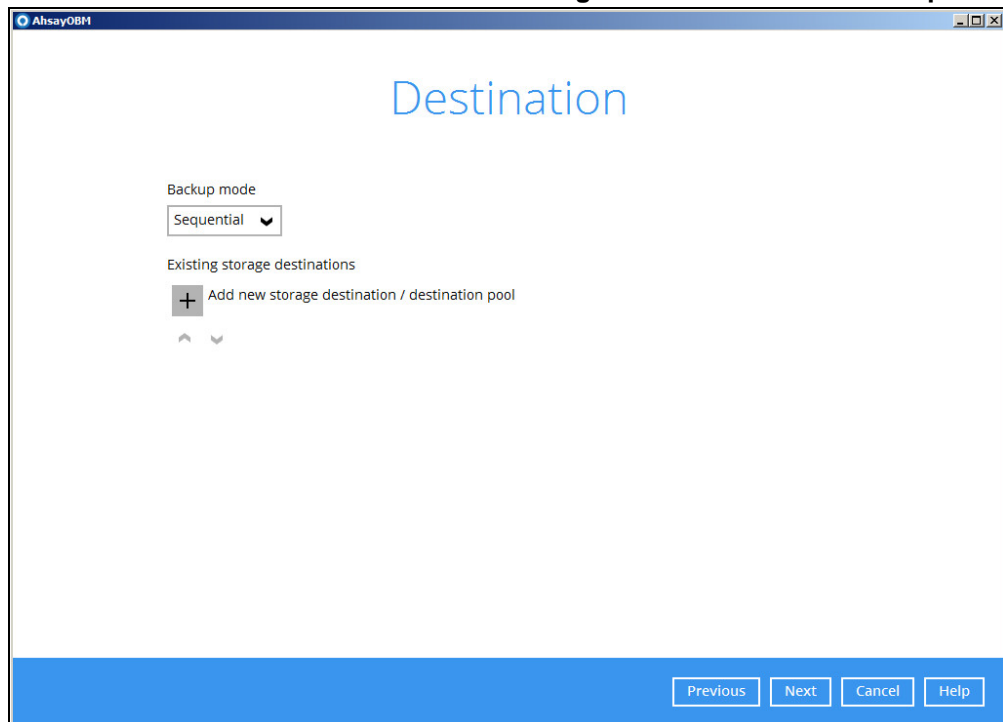 AhsayOBM
Destination
Backup mode
Sequential
Existing storage destinations
Add new storage destination / destination pool
Previous Next Cancel Help